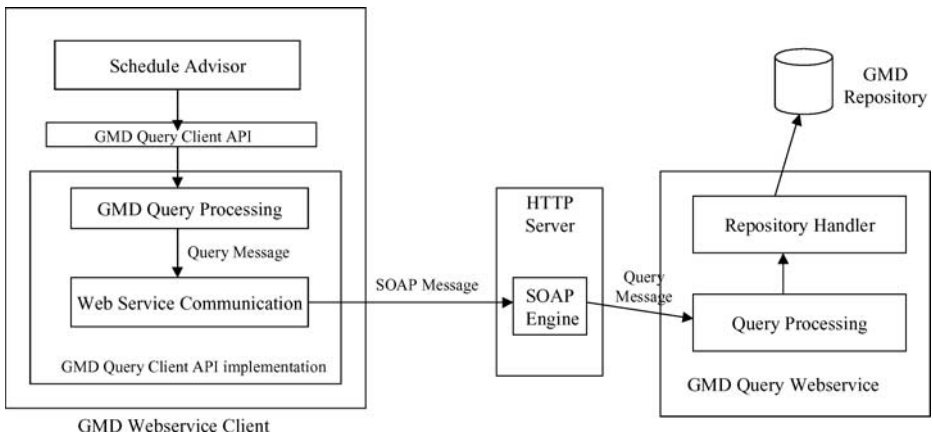 Schedule Advisor
GMD Query Client API
GMD Query Processing
Query Message
Web Service Communication
GMD Query Client API implementation
GMD Webservice Client
SOAP Message
HTTP
Server
SOAP
Engine
Query
Message
GMD
Repository
Repository Handler
Query Processing
GMD Query Webservice